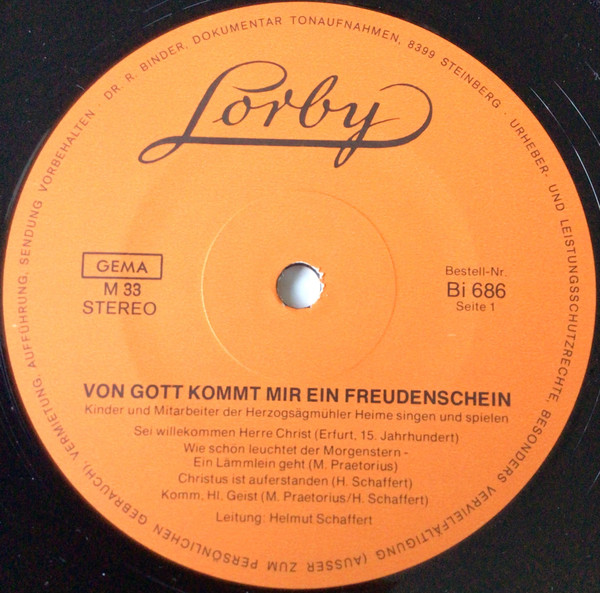 DR. R. BINDER, DOKUMENTAR TONAUFNAHMEN, 8399 STEINBERG · URHEBER- UND LEISTUNGSSCHUTZRECHTE, BESONDERS VERVIELFÄLTIGUNG (AUSSER ZUM PERSÖNLICHEN GEBRAUCH), VERMIETUNG, AUFFÜHRUNG, SENDUNG VORBEHALTEN ·
Lorby
GEMA
M 33
STEREO
Bestell-Nr.
Bi 686
Seite 1
VON GOTT KOMMT MIR EIN FREUDENSCHEIN
Kinder und Mitarbeiter der Herzogsägmühler Heime singen und spielen
Sei willekommen Herre Christ (Erfurt, 15. Jahrhundert)
Wie schön leuchtet der Morgenstern -
Ein Lämmlein geht (M. Praetorius)
Christus ist auferstanden (H. Schaffert)
Komm, Hl. Geist (M. Praetorius/H. Schaffert)
Leitung: Helmut Schaffert